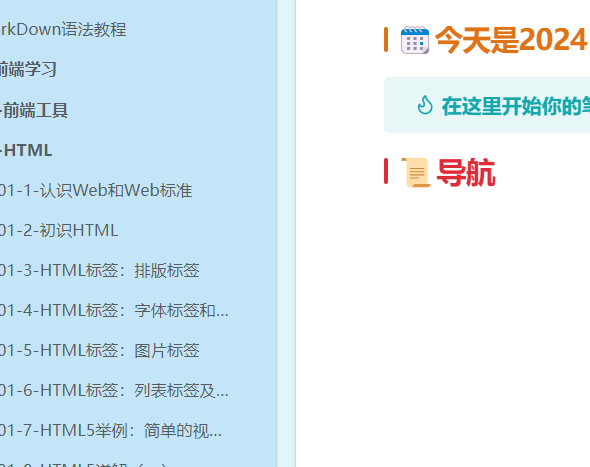 rkDown语法教程
前端学习
-前端工具
-HTML
01-1-认识Web和Web标准
01-2-初识HTML
01-3-HTML标签：排版标签
01-4-HTML标签：字体标签和...
01-5-HTML标签：图片标签
01-6-HTML标签：列表标签及...
01-7-HTML5举例：简单的视...
今天是2024
在这里开始你的笔
导航